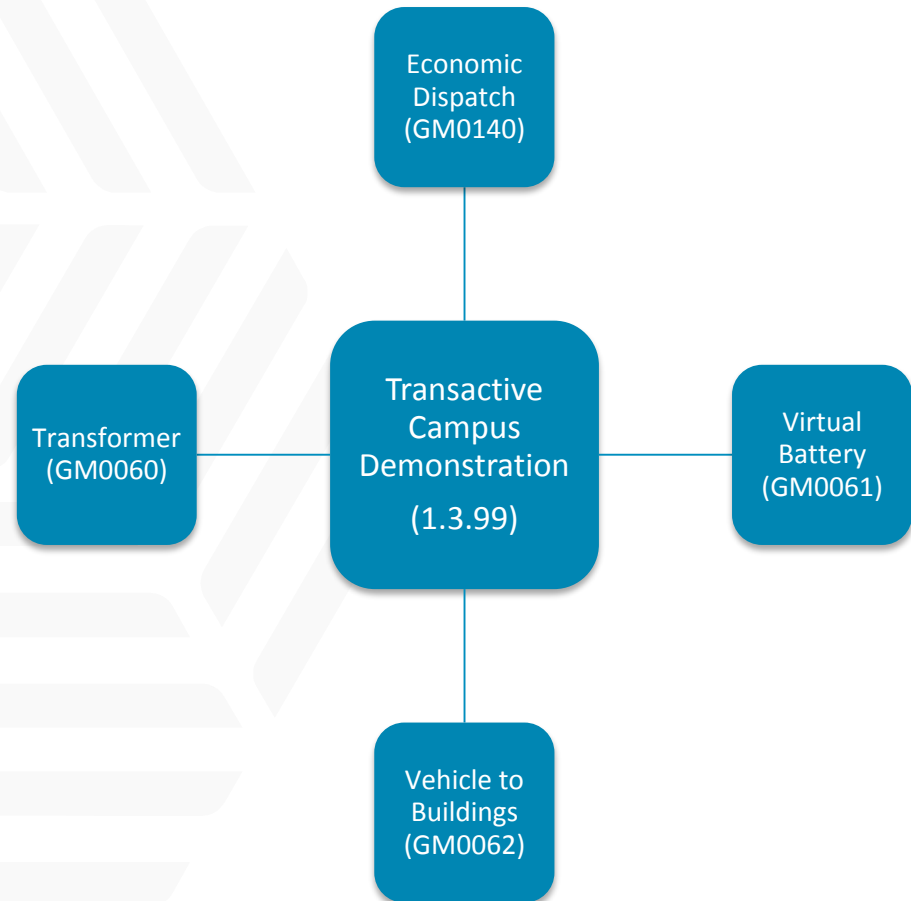 Economic
Dispatch
(GM0140)
Transformer
(GM0060)
Transactive
Campus
Demonstration
(1.3.99)
Virtual
Battery
(GM0061)
Vehicle to
Buildings
(GM0062)